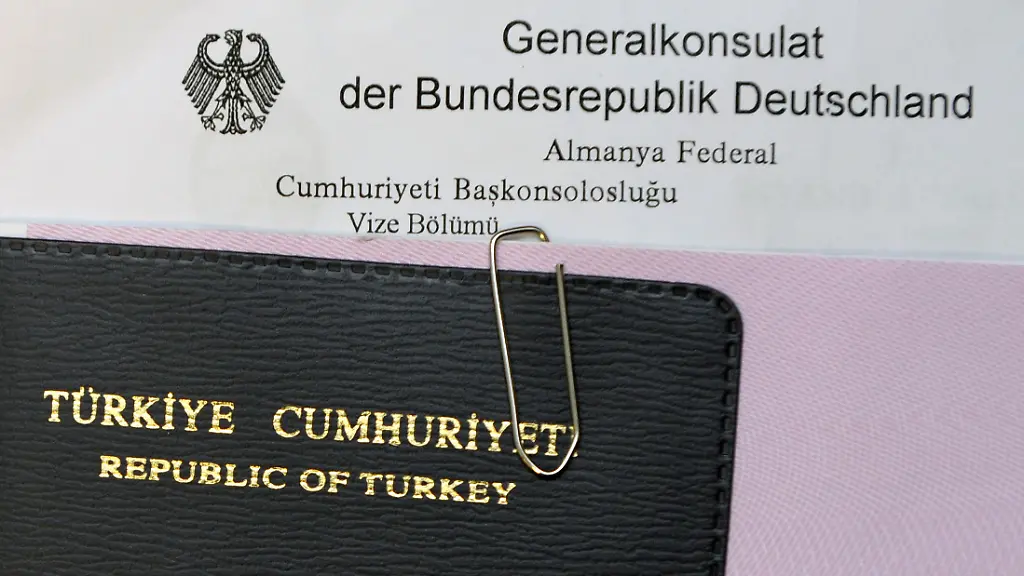 Generalkonsulat
der Bundesrepublik Deutschland
Almanya Federal
Cumhuriyeti Başkonsolosluğu
Vize Bölümü
TÜRKİYE CUMHURİYETİ
REPUBLIC OF TURKEY